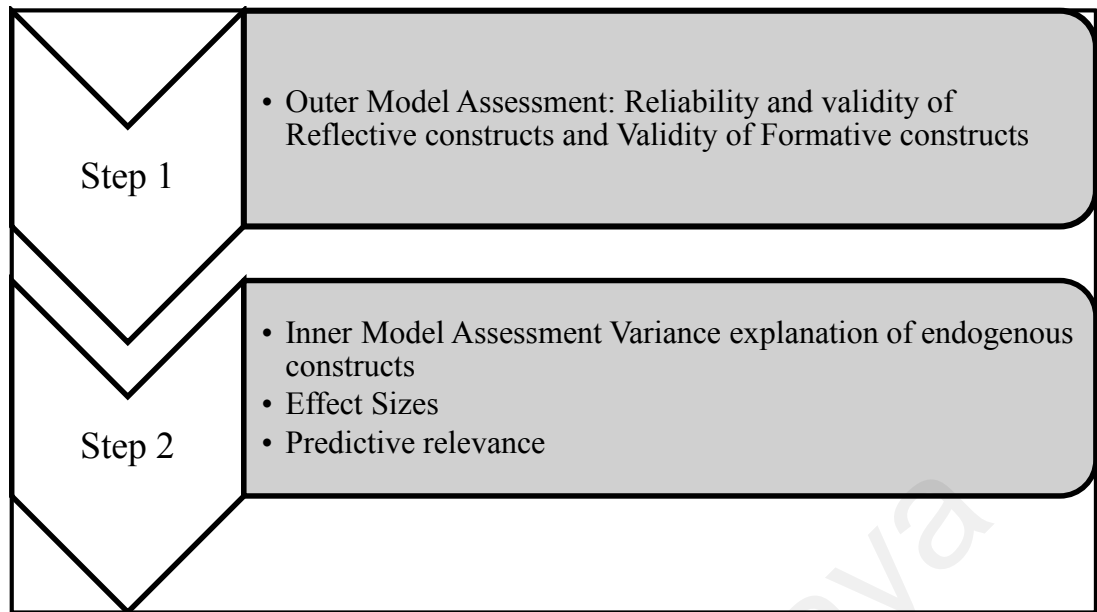 Step 1
• Outer Model Assessment: Reliability and validity of
Reflective constructs and Validity of Formative constructs
Step 2
• Inner Model Assessment Variance explanation of endogenous
constructs
• Effect Sizes
• Predictive relevance
aya